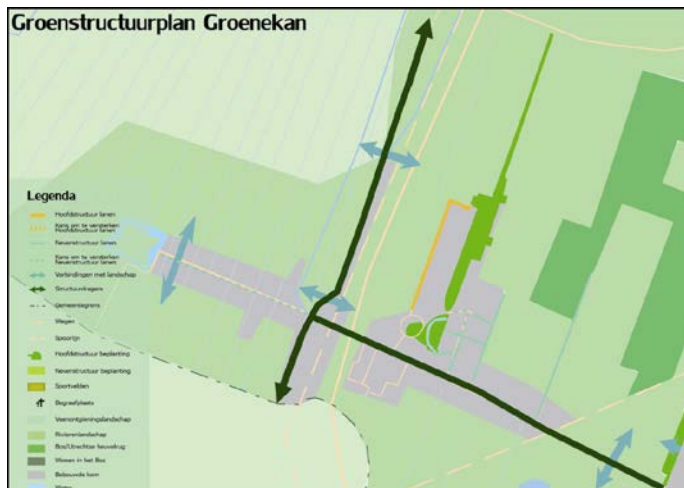 Groenstructuurplan Groenekan
Legenda
Hoofdstructuur lanen
Kans om te versterken
Hoofdstructuur lanen
Nevenstructuur lanen
Kans om te versterken
Nevenstructuur lanen
Verbindingen met landschap
Structuurdragers
Gemeentegrens
Wegen
Spoorlijn
Hoofdstructuur beplanting
Nevenstructuur beplanting
Sportvelden
Begraafplaats
Veenontginningslandschap
Rivierenlandschap
Bos/Utrechtse heuvelrug
Wonen in het Bos
Bebouwde kom
Water